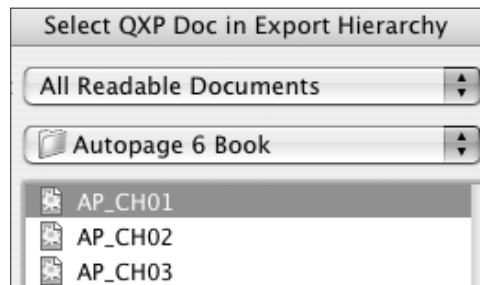 Select QXP Doc in Export Hierarchy
All Readable Documents
Autopage 6 Book
AP_CH01
AP_CH02
AP_CH03